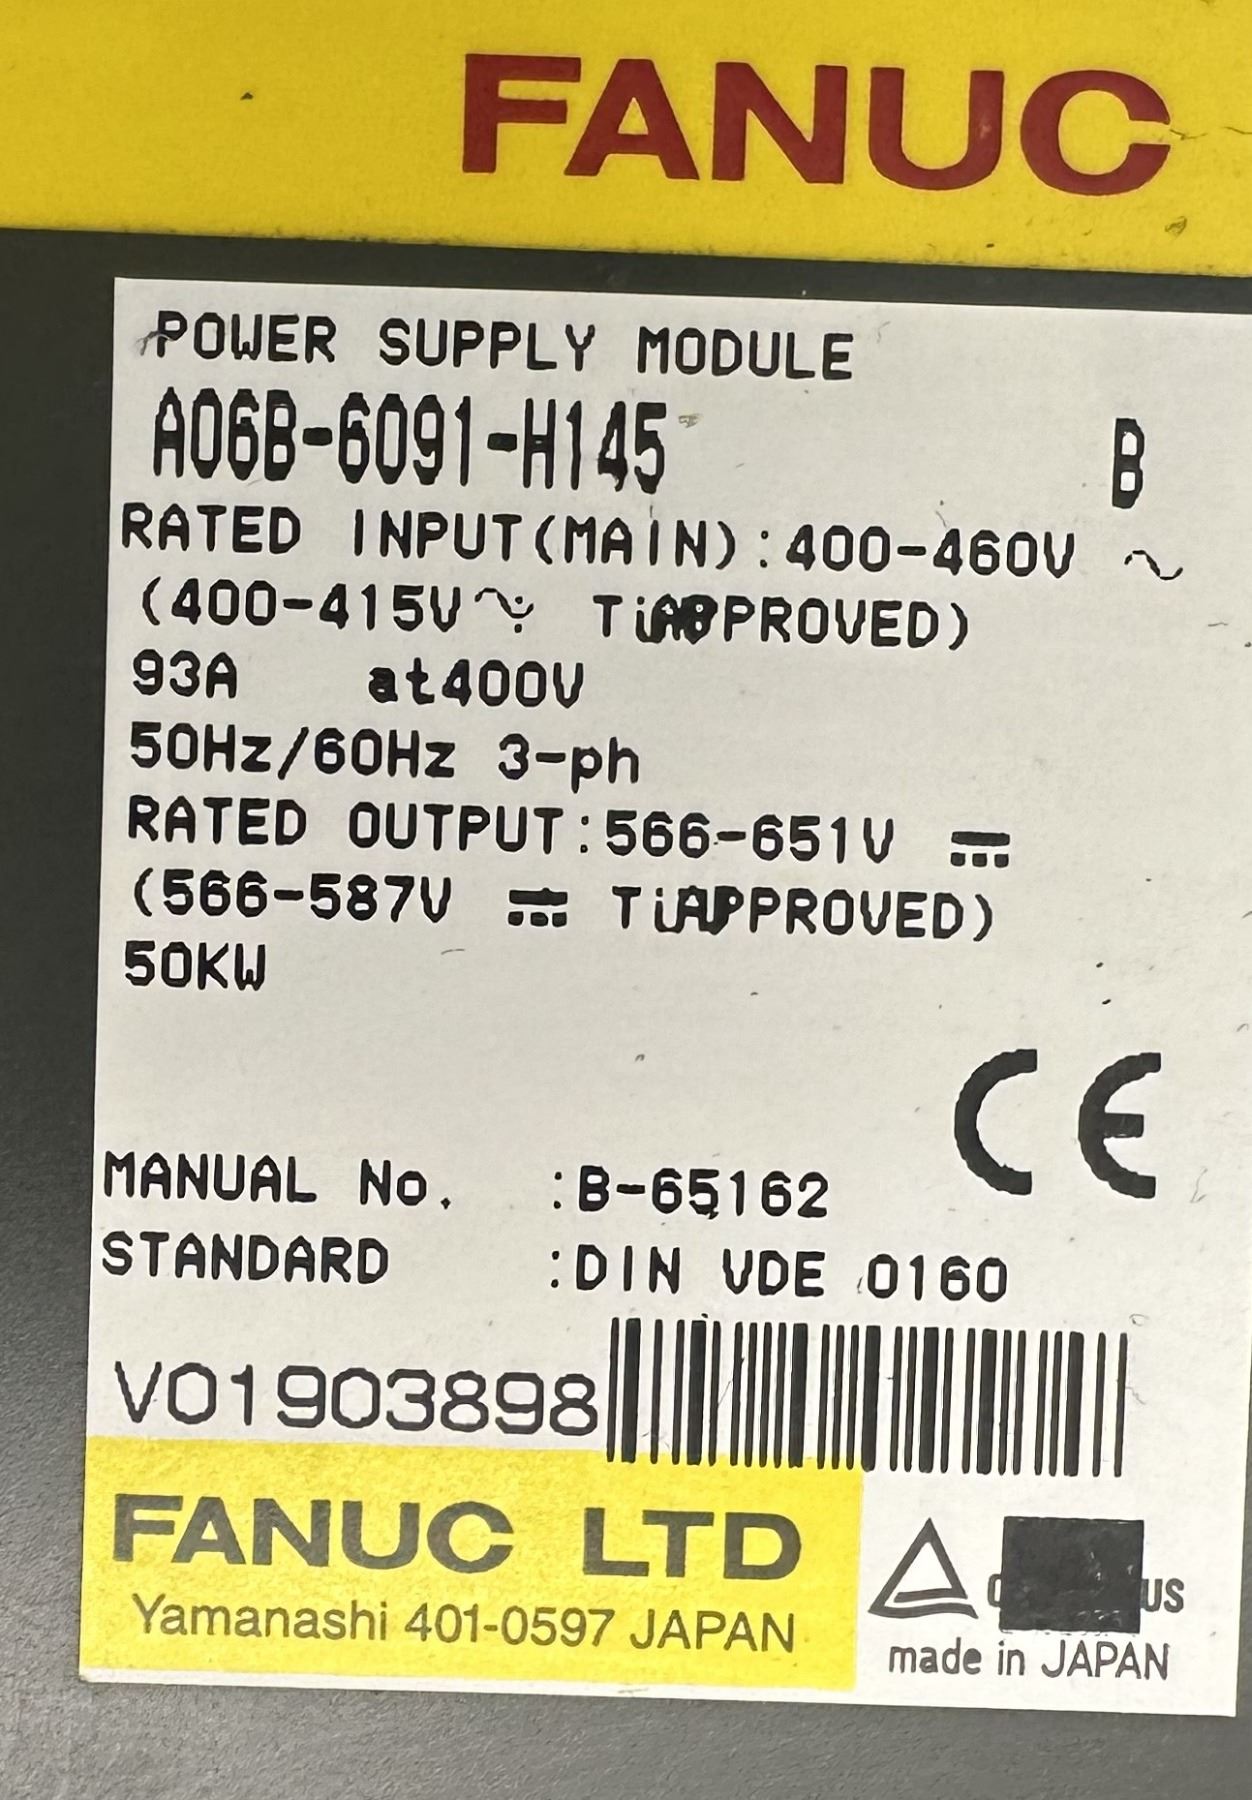 FANUC
POWER SUPPLY MODULE
A06B-6091-H145 B
RATED INPUT(MAIN):400-460V ~
(400-415V~ APPROVED)
93A at400V
50Hz/60Hz 3-ph
RATED OUTPUT:566-651V ⎓
(566-587V ⎓ APPROVED)
50KW
CE
MANUAL No. :B-65162
STANDARD :DIN VDE 0160
V01903898
FANUC LTD
Yamanashi 401-0597 JAPAN
US
made in JAPAN